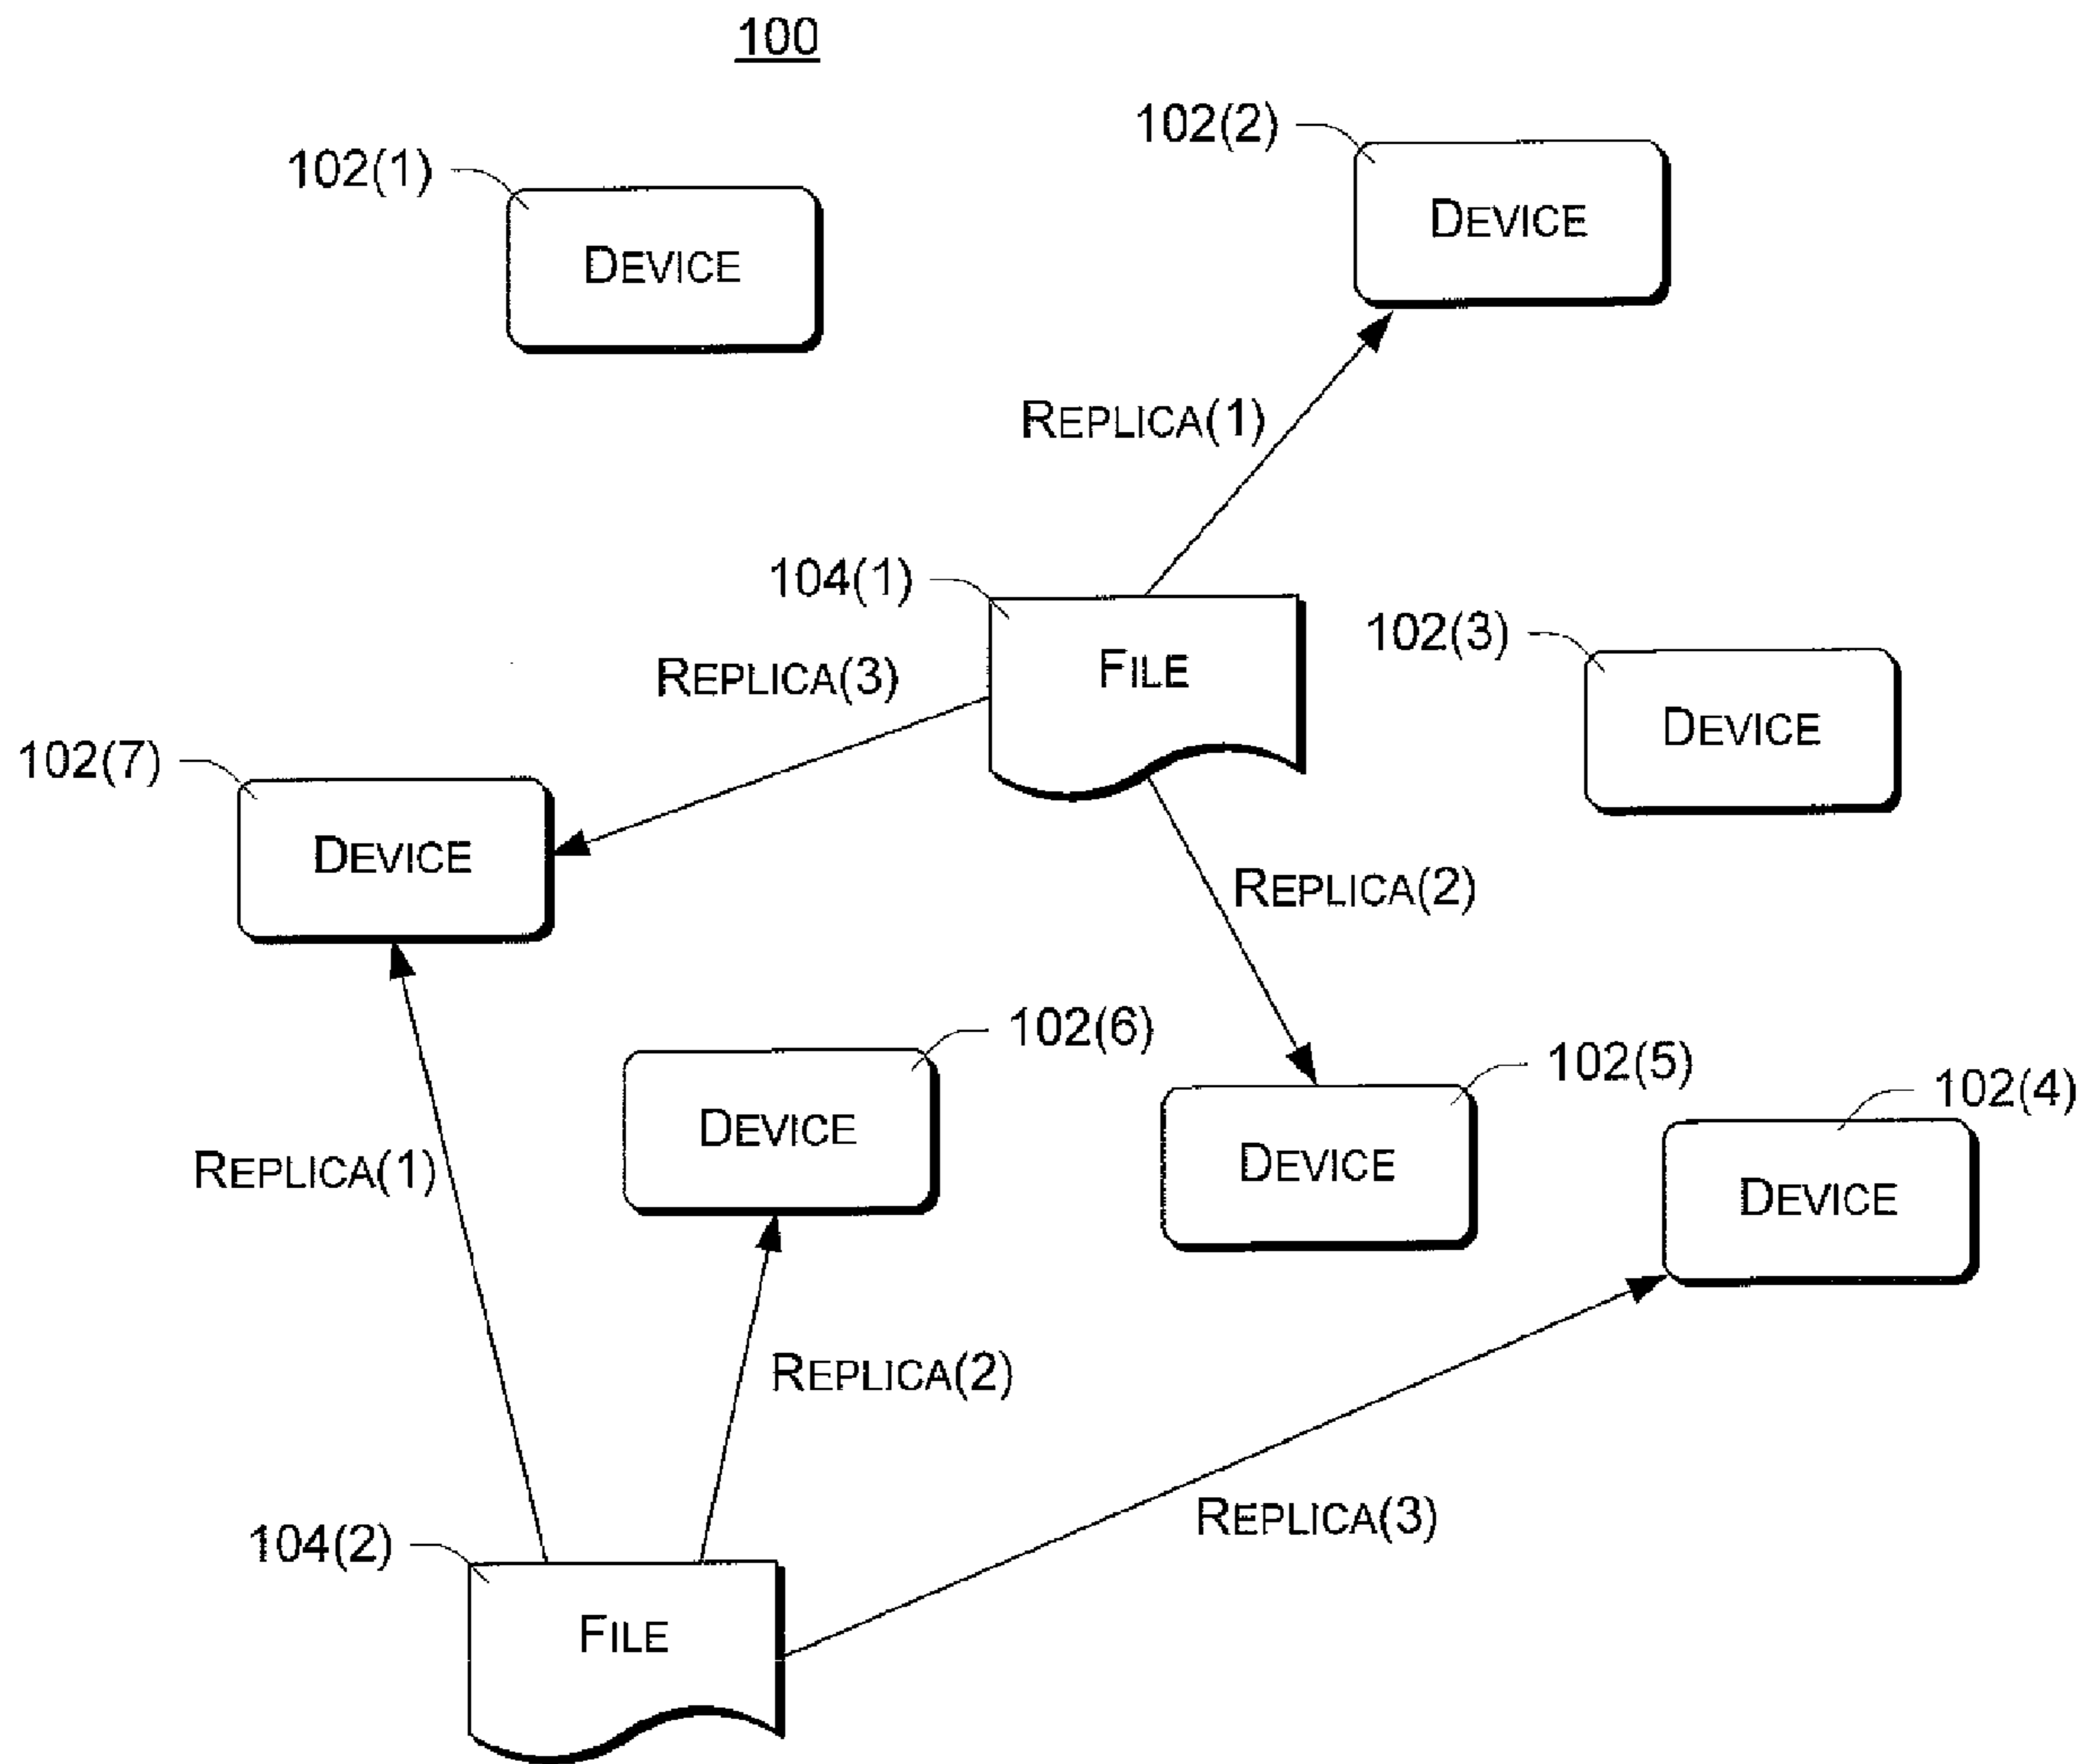 100
102(2)
102(1)
DEVICE
DEVICE
REPLICA(1)
104(1)
102(3)
REPLICA(3)
FILE
DEVICE
102(7)
DEVICE
REPLICA(2)
102(6)
102(5)
102(4)
DEVICE
DEVICE
REPLICA(1)
DEVICE
REPLICA(2)
REPLICA(3)
104(2)
FILE